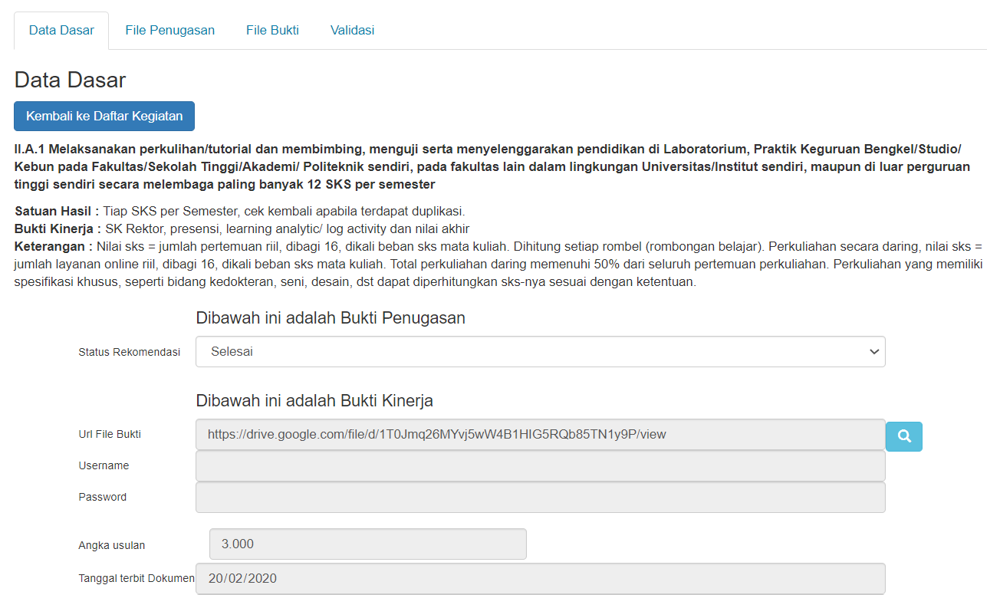 Data Dasar File Penugasan File Bukti Validasi
Data Dasar
Kembali ke Daftar Kegiatan
II.A.1 Melaksanakan perkulihan/tutorial dan membimbing, menguji serta menyelenggarakan pendidikan di Laboratorium, Praktik Keguruan Bengkel/Studio/
Kebun pada Fakultas/Sekolah Tinggi/Akademi/ Politeknik sendiri, pada fakultas lain dalam lingkungan Universitas/Institut sendiri, maupun di luar perguruan
tinggi sendiri secara melembaga paling banyak 12 SKS per semester
Satuan Hasil : Tiap SKS per Semester, cek kembali apabila terdapat duplikasi.
Bukti Kinerja : SK Rektor, presensi, learning analytic/ log activity dan nilai akhir
Keterangan : Nilai sks = jumlah pertemuan riil, dibagi 16, dikali beban sks mata kuliah. Dihitung setiap rombel (rombongan belajar). Perkuliahan secara daring, nilai sks =
jumlah layanan online riil, dibagi 16, dikali beban sks mata kuliah. Total perkuliahan daring memenuhi 50% dari seluruh pertemuan perkuliahan. Perkuliahan yang memiliki
spesifikasi khusus, seperti bidang kedokteran, seni, desain, dst dapat diperhitungkan sks-nya sesuai dengan ketentuan.
Dibawah ini adalah Bukti Penugasan
Status Rekomendasi Selesai
Dibawah ini adalah Bukti Kinerja
Url File Bukti https://drive.google.com/file/d/1T0Jmq26MYvj5wW4B1HIG5RQb85TN1y9P/view
Username
Password
Angka usulan 3.000
Tanggal terbit Dokumen 20/02/2020